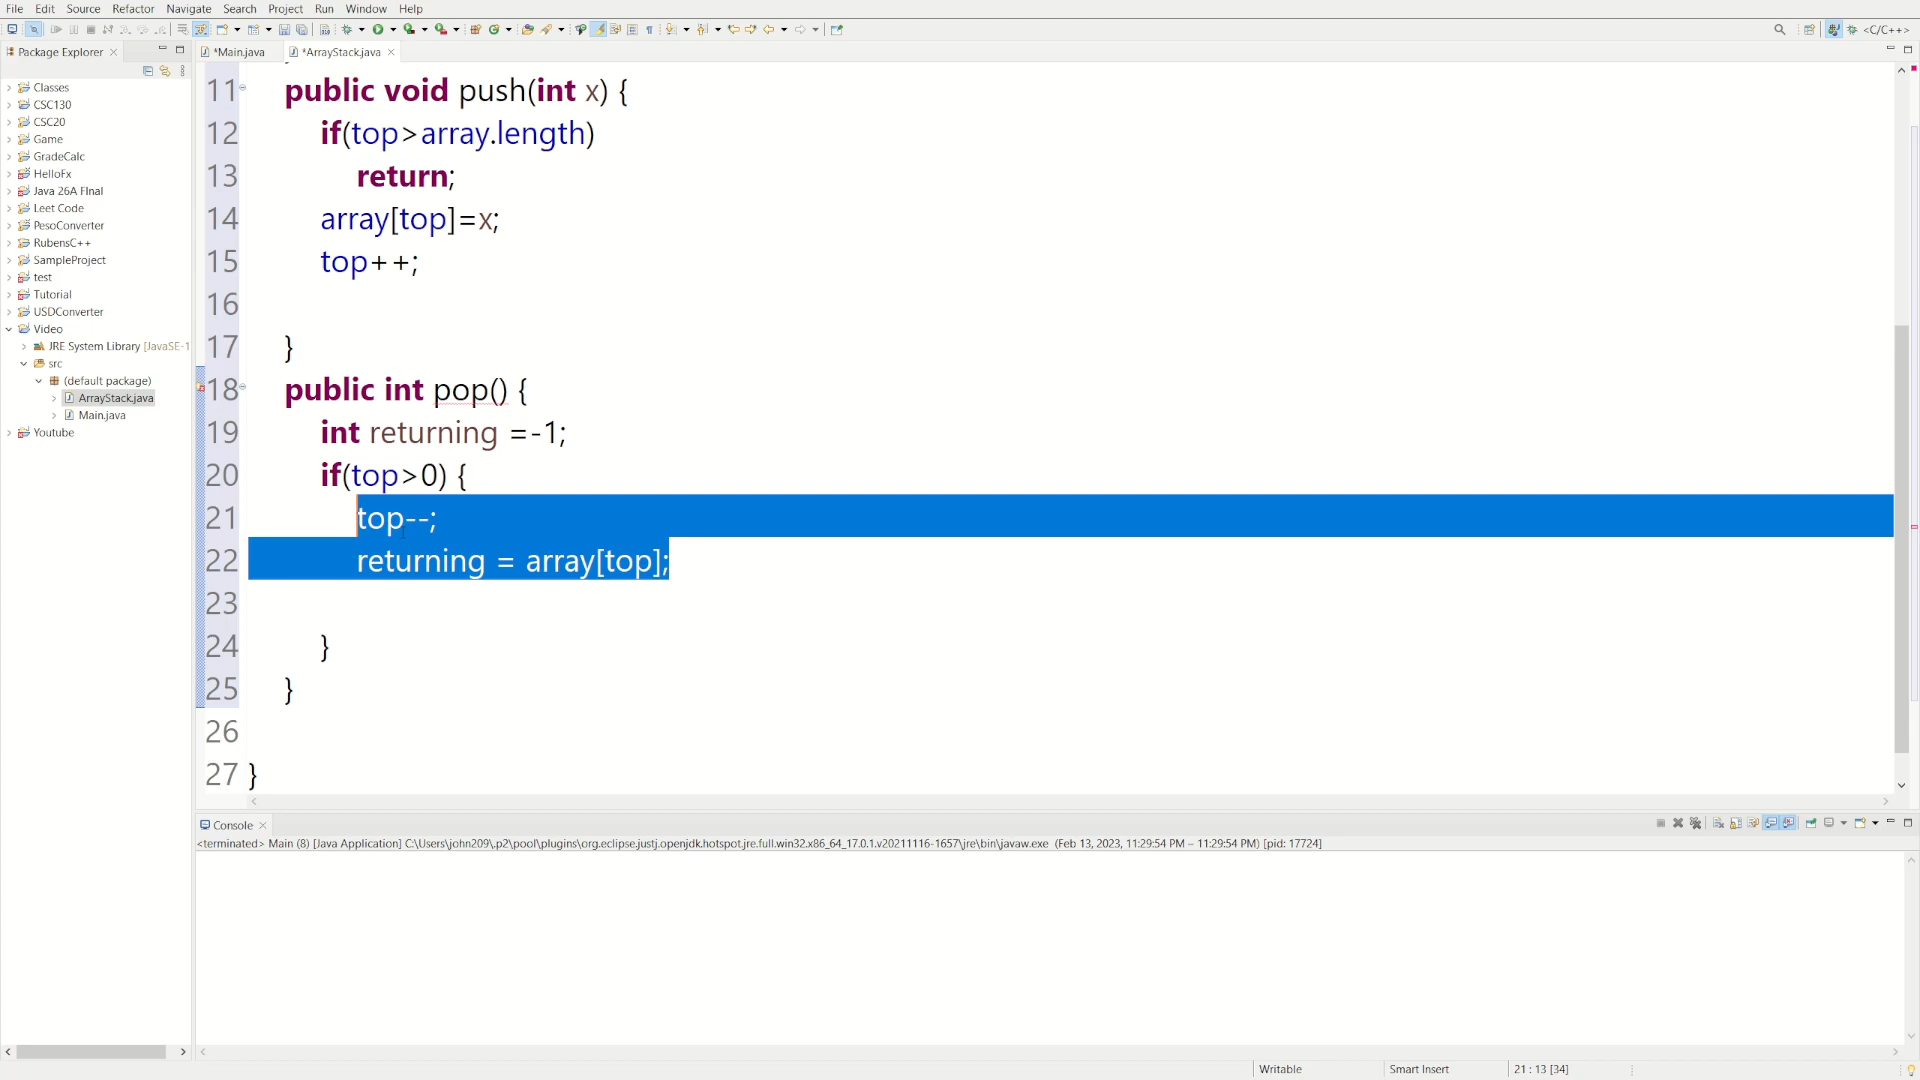 File Edit Source Refactor Navigate Search Project Run Window Help
<C/C++>
Package Explorer
*Main.java
*ArrayStack.java
Classes
CSC130
CSC20
Game
GradeCalc
HelloFx
Java 26A FInal
Leet Code
PesoConverter
RubensC++
SampleProject
test
Tutorial
USDConverter
Video
JRE System Library [JavaSE-1
src
(default package)
ArrayStack.java
Main.java
Youtube
11 public void push(int x) {
12 if(top>array.length)
13 return;
14 array[top]=x;
15 top++;
16
17 }
18 public int pop() {
19 int returning =-1;
20 if(top>0) {
21 top--;
22 returning = array[top];
23
24 }
25 }
26
27 }
Console
<terminated> Main (8) [Java Application] C:\Users\john209\.p2\pool\plugins\org.eclipse.justj.openjdk.hotspot.jre.full.win32.x86_64_17.0.1.v20211116-1657\jre\bin\javaw.exe (Feb 13, 2023, 11:29:54 PM – 11:29:54 PM) [pid: 17724]
Writable Smart Insert 21 : 13 [34]